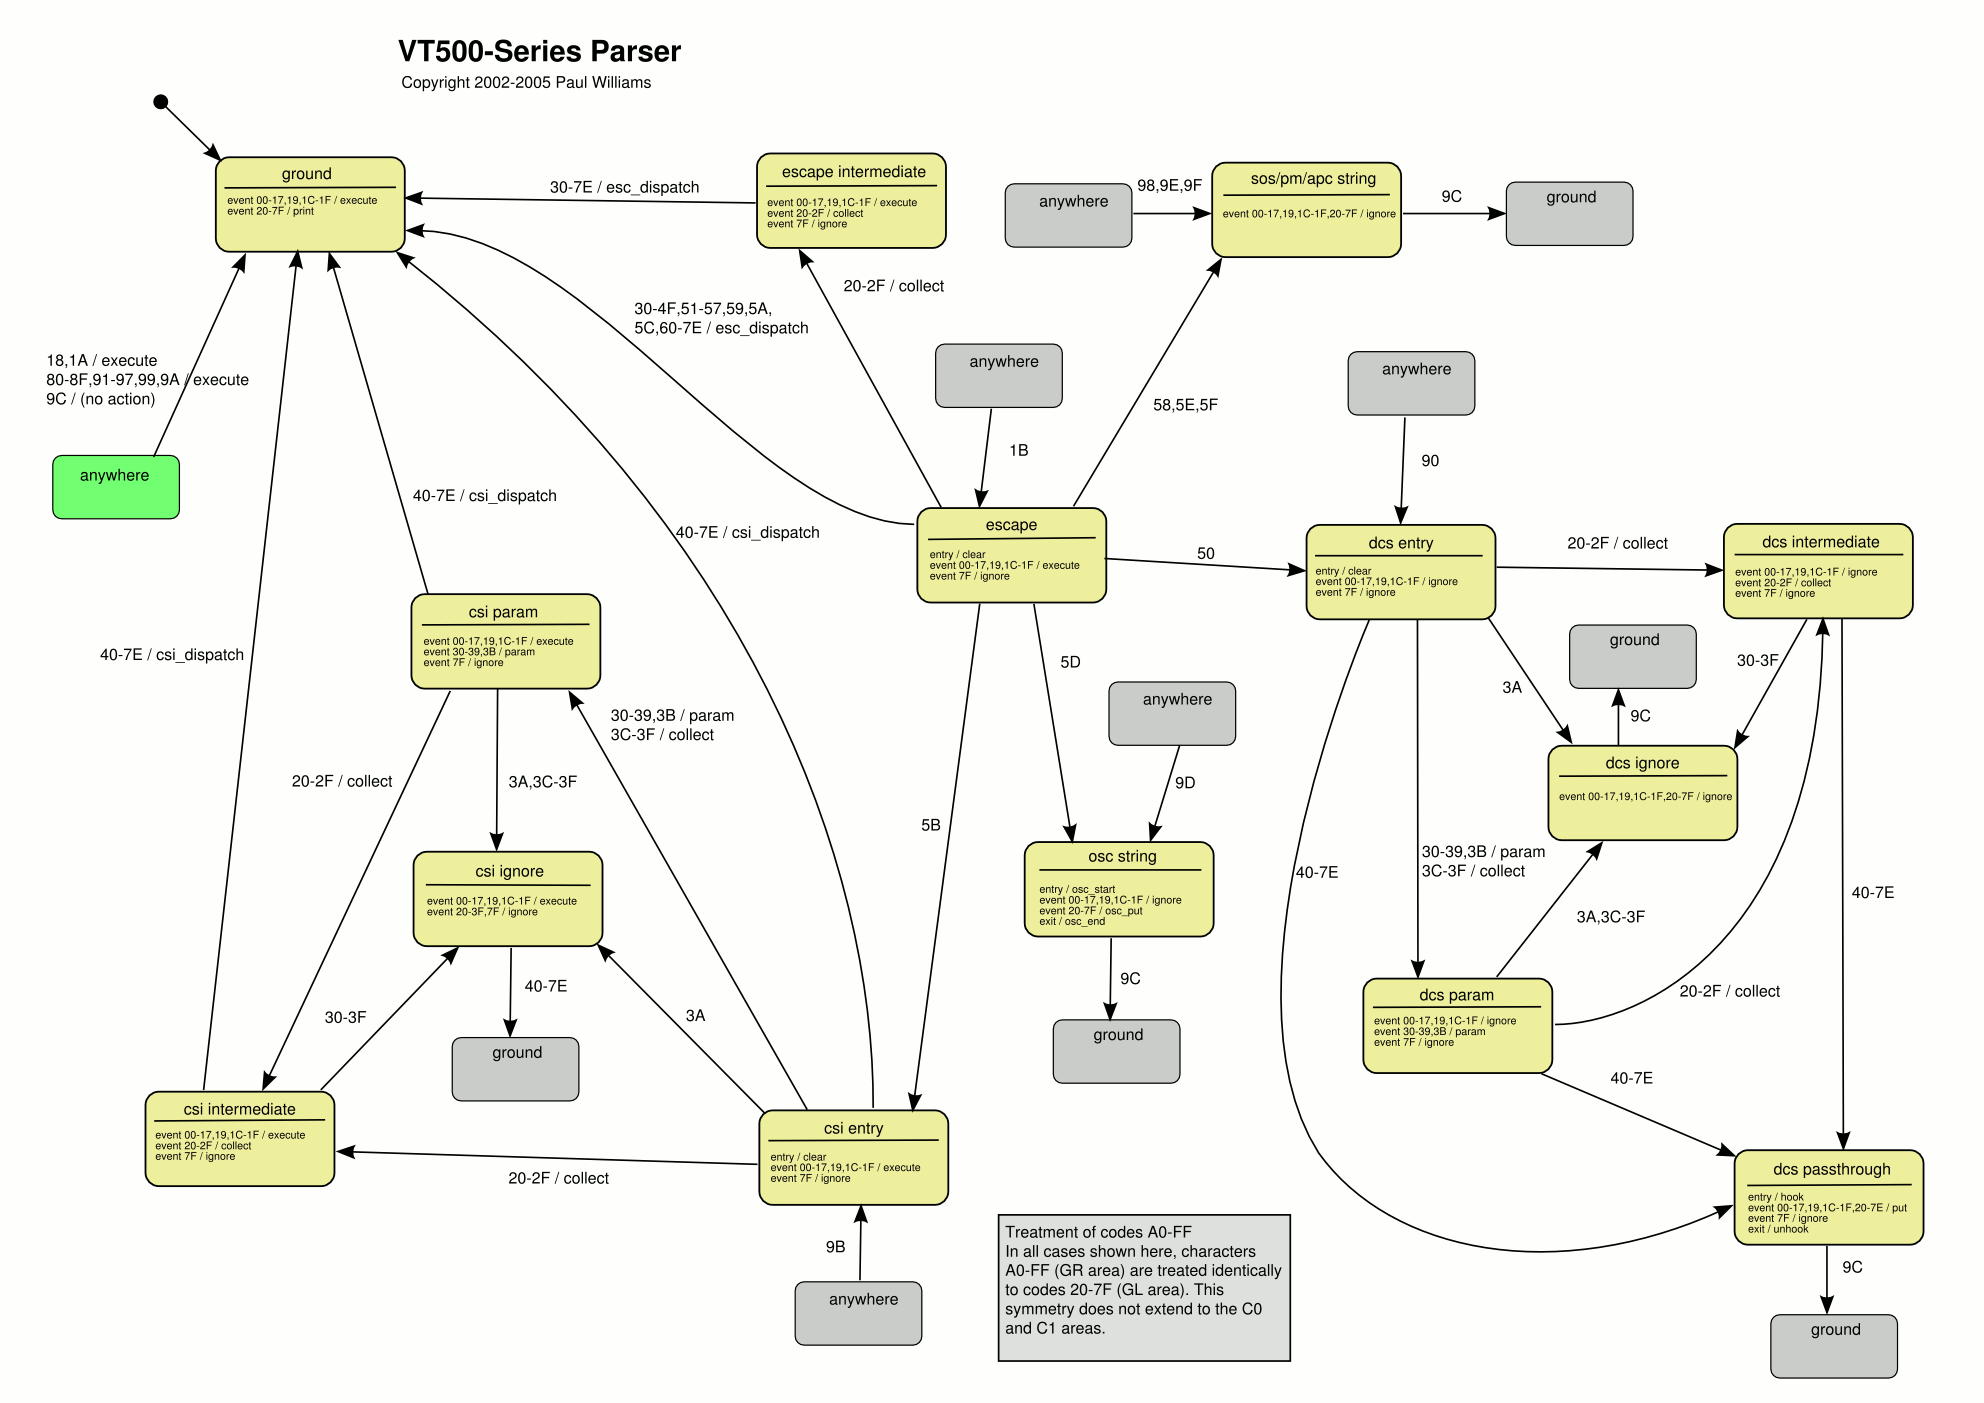 VT500-Series Parser
Copyright 2002-2005 Paul Williams
ground
event 00-17,19,1C-1F / execute
event 20-7F / print
30-7E / esc_dispatch
escape intermediate
event 00-17,19,1C-1F / execute
event 20-2F / collect
event 7F / ignore
anywhere
98,9E,9F
sos/pm/apc string
event 00-17,19,1C-1F,20-7F / ignore
9C
ground
20-2F / collect
30-4F,51-57,59,5A,
5C,60-7E / esc_dispatch
18,1A / execute
80-8F,91-97,99,9A / execute
9C / (no action)
anywhere
anywhere
1B
58,5E,5F
anywhere
90
40-7E / csi_dispatch
40-7E / csi_dispatch
escape
entry / clear
event 00-17,19,1C-1F / execute
event 7F / ignore
50
dcs entry
entry / clear
event 00-17,19,1C-1F / ignore
event 7F / ignore
20-2F / collect
dcs intermediate
event 00-17,19,1C-1F / ignore
event 20-2F / collect
event 7F / ignore
csi param
event 00-17,19,1C-1F / execute
event 30-39,3B / param
event 7F / ignore
40-7E / csi_dispatch
5D
ground
30-3F
3A
9C
anywhere
9D
30-39,3B / param
3C-3F / collect
20-2F / collect
3A,3C-3F
5B
dcs ignore
event 00-17,19,1C-1F,20-7F / ignore
csi ignore
event 00-17,19,1C-1F / execute
event 20-3F,7F / ignore
osc string
entry / osc_start
event 00-17,19,1C-1F / ignore
event 20-7F / osc_put
exit / osc_end
40-7E
30-39,3B / param
3C-3F / collect
3A,3C-3F
40-7E
40-7E
30-3F
3A
9C
ground
ground
dcs param
event 00-17,19,1C-1F / ignore
event 30-39,3B / param
event 7F / ignore
20-2F / collect
40-7E
csi intermediate
event 00-17,19,1C-1F / execute
event 20-2F / collect
event 7F / ignore
20-2F / collect
csi entry
entry / clear
event 00-17,19,1C-1F / execute
event 7F / ignore
9B
anywhere
dcs passthrough
entry / hook
event 00-17,19,1C-1F,20-7E / put
event 7F / ignore
exit / unhook
9C
ground
Treatment of codes A0-FF
In all cases shown here, characters
A0-FF (GR area) are treated identically
to codes 20-7F (GL area). This
symmetry does not extend to the C0
and C1 areas.